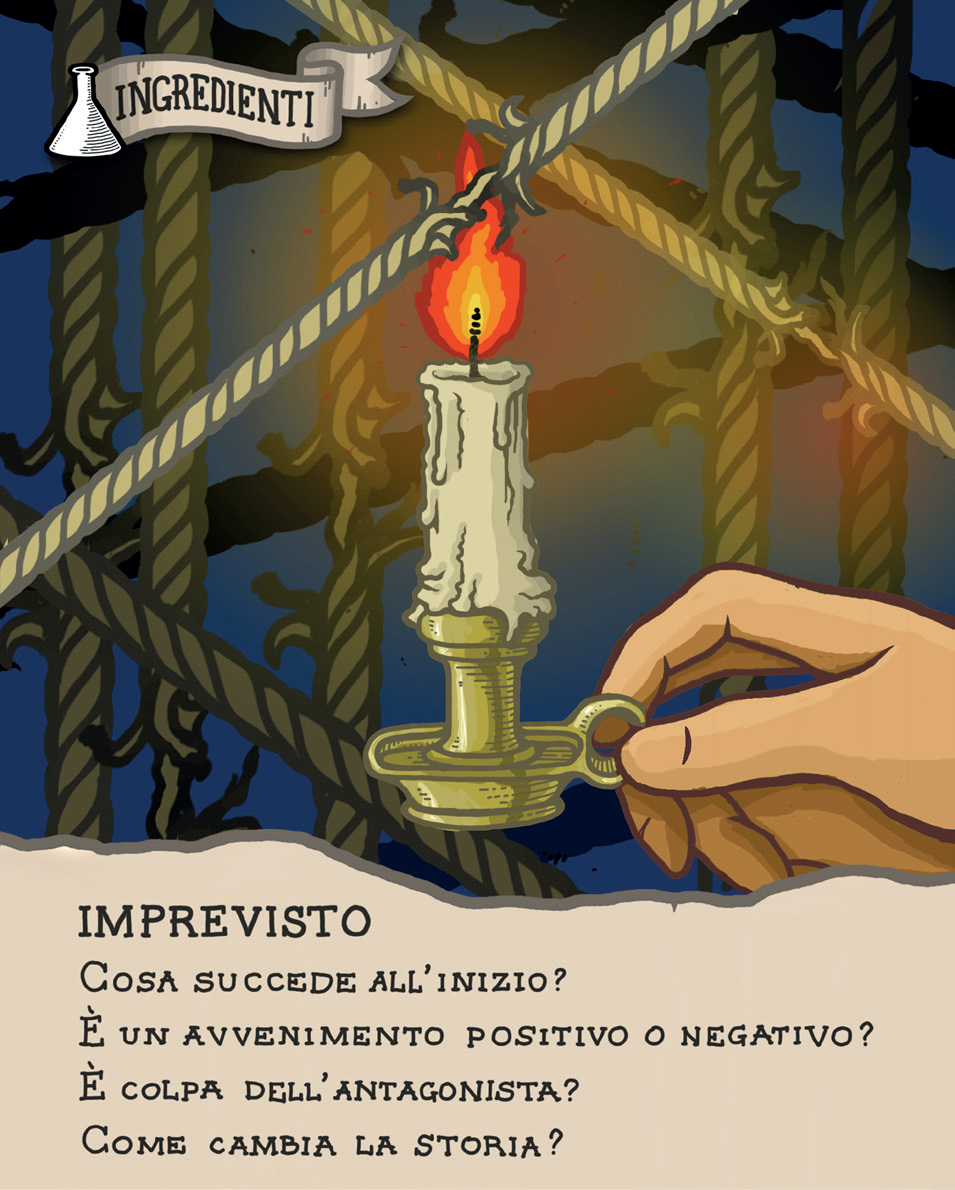 INGREDIENTI
IMPREVISTO
COSA SUCCEDE ALL'INIZIO?
È UN AVVENIMENTO POSITIVO O NEGATIVO?
È COLPA DELL'ANTAGONISTA?
COME CAMBIA LA STORIA?